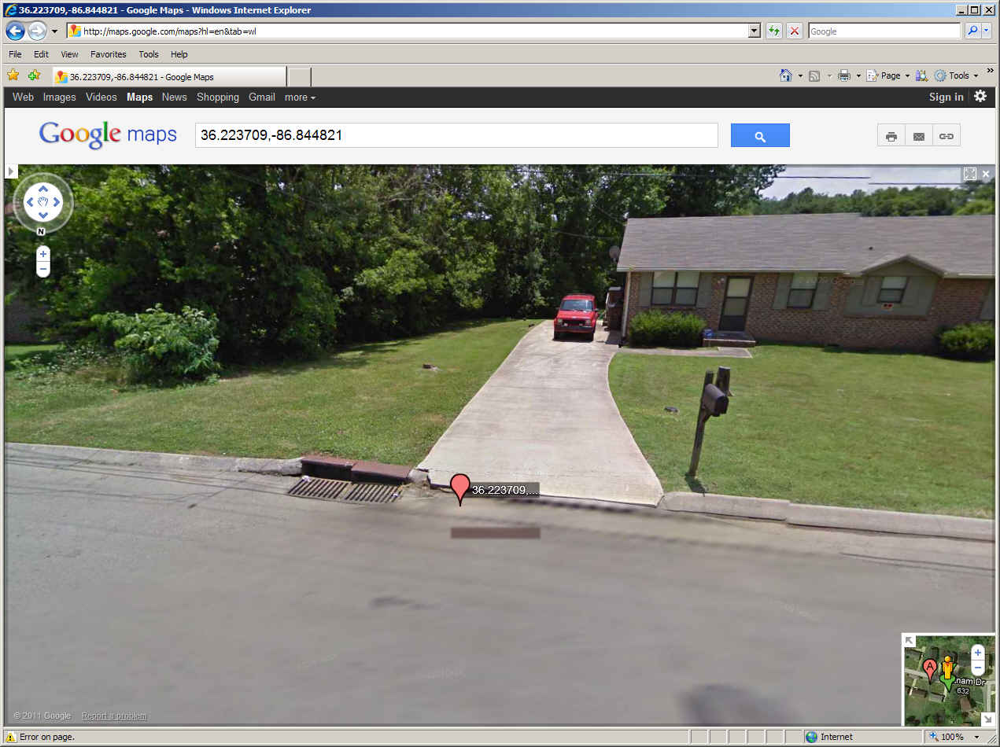 36.223709,-86.844821 - Google Maps - Windows Internet Explorer
http://maps.google.com/maps?hl=en&tab=wl
Google
File Edit View Favorites Tools Help
36.223709,-86.844821 - Google Maps
Page Tools »
Web Images Videos Maps News Shopping Gmail more
Sign in
Google maps
36.223709,-86.844821
N
36.223709,...
A
nam Dr
632
© 2011 Google Report a problem
Error on page.
Internet
100%